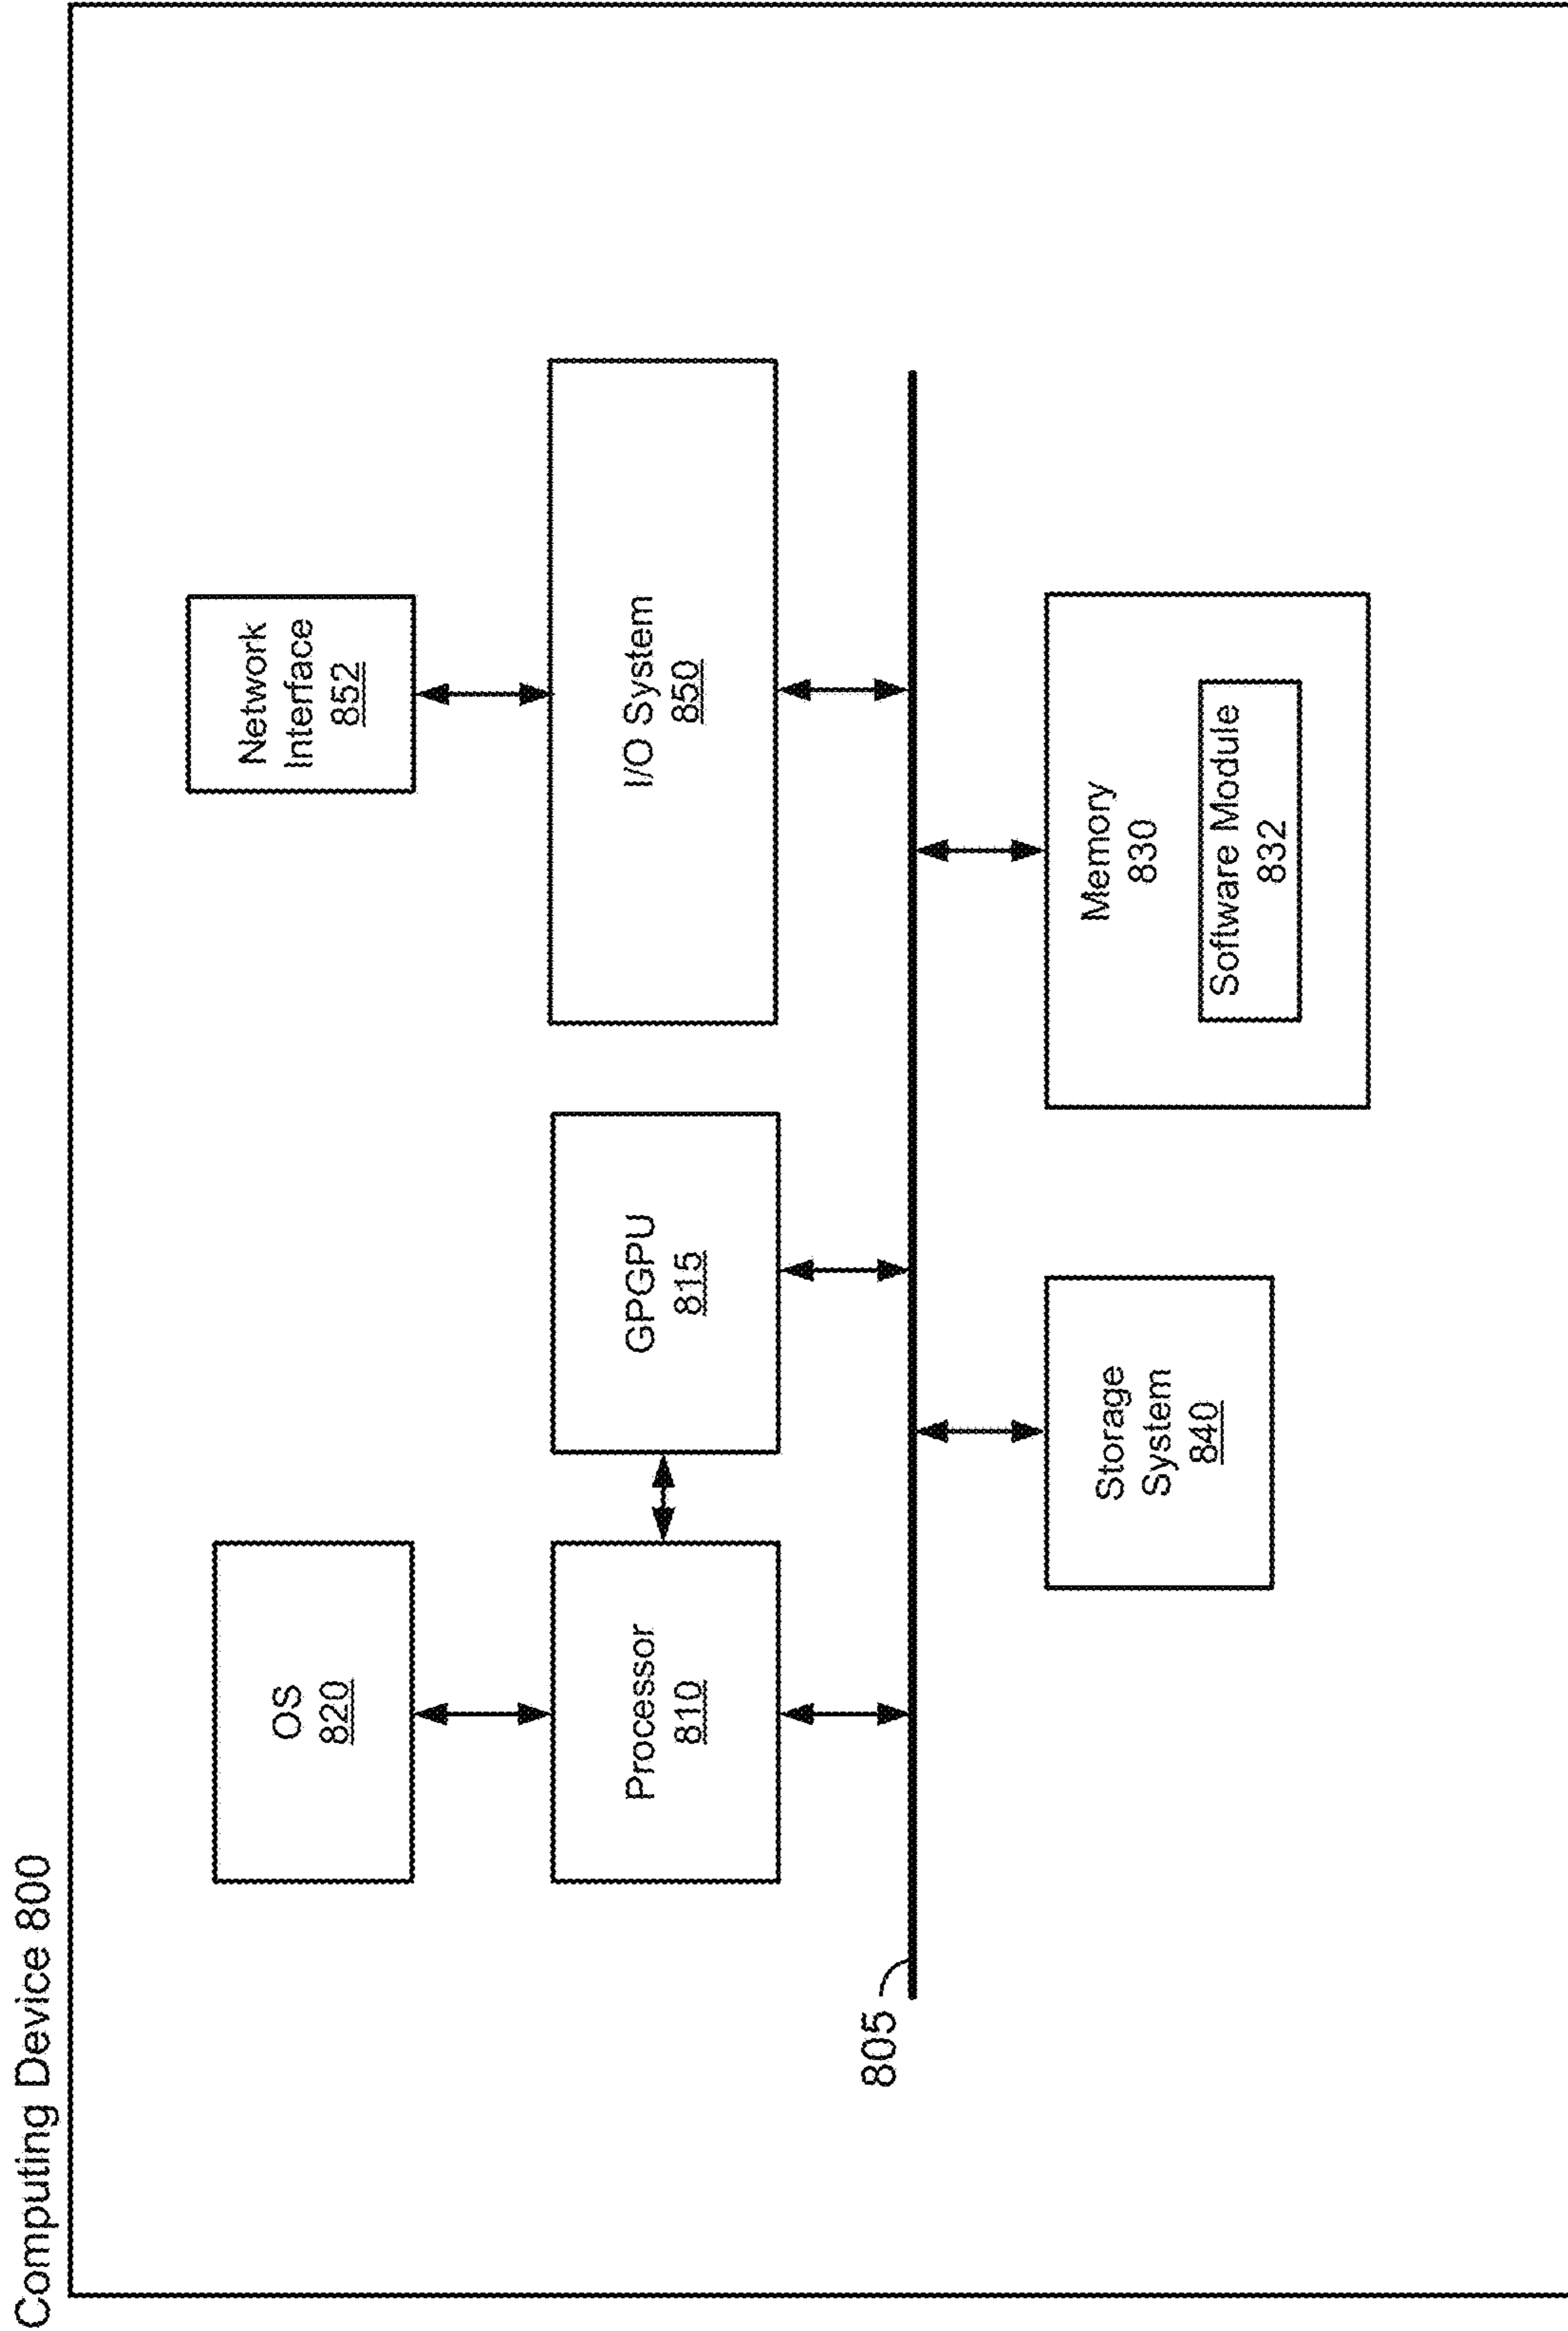 Computing Device 800
OS
820
Network
Interface
852
Processor
810
GPGPU
815
I/O System
850
805
Storage
System
840
Memory
830
Software Module
832